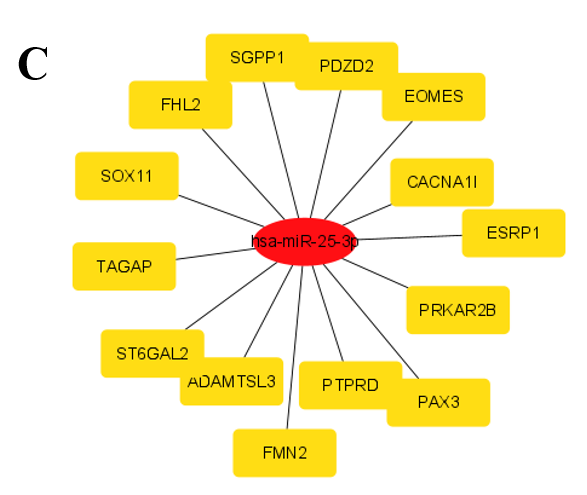 C
SGPP1
PDZD2
FHL2
EOMES
SOX11
CACNA1I
hsa-miR-25-3p
ESRP1
TAGAP
PRKAR2B
ST6GAL2
ADAMTSL3
PTPRD
PAX3
FMN2